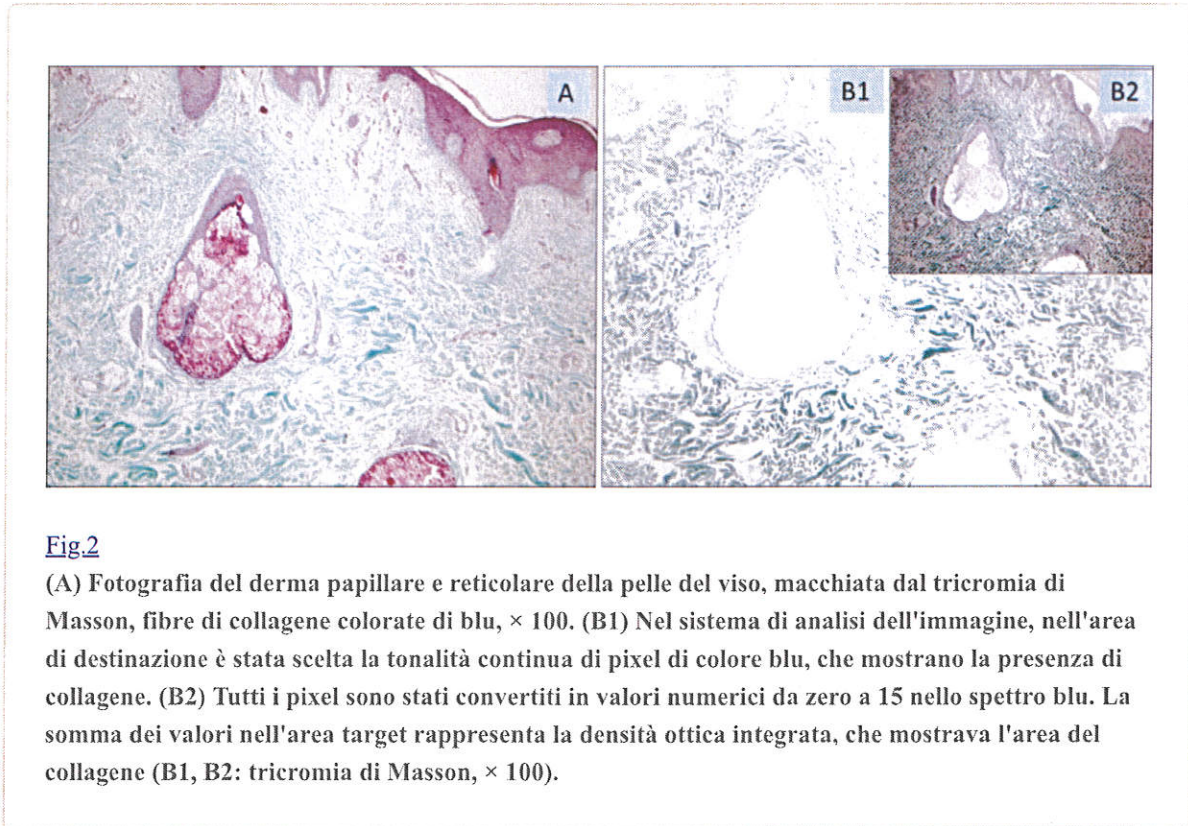 A
B1
B2
Fig.2
(A) Fotografia del derma papillare e reticolare della pelle del viso, macchiata dal tricromia di
Masson, fibre di collagene colorate di blu, × 100. (B1) Nel sistema di analisi dell'immagine, nell'area
di destinazione è stata scelta la tonalità continua di pixel di colore blu, che mostrano la presenza di
collagene. (B2) Tutti i pixel sono stati convertiti in valori numerici da zero a 15 nello spettro blu. La
somma dei valori nell'area target rappresenta la densità ottica integrata, che mostrava l'area del
collagene (B1, B2: tricromia di Masson, × 100).